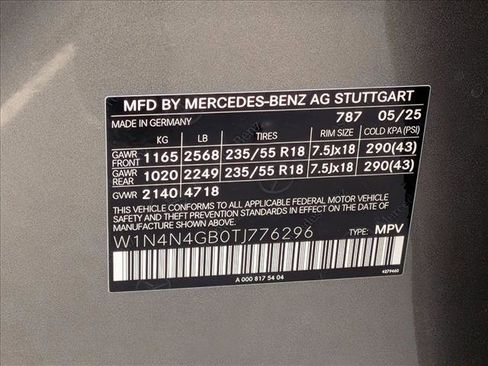 MFD BY MERCEDES-BENZ AG STUTTGART
MADE IN GERMANY 787 05/25
KG LB TIRES RIM SIZE COLD KPA (PSI)
GAWR FRONT 1165 2568 235/55 R18 7.5Jx18 290(43)
GAWR REAR 1020 2249 235/55 R18 7.5Jx18 290(43)
GVWR 2140 4718
THIS VEHICLE CONFORMS TO ALL APPLICABLE FEDERAL MOTOR VEHICLE
SAFETY, BUMPER, AND THEFT PREVENTION STANDARDS IN EFFECT ON THE DATE OF
MANUFACTURE SHOWN ABOVE.
W1N4N4GB0TJ776296 TYPE: MPV
A 000 817 54 04 4279460